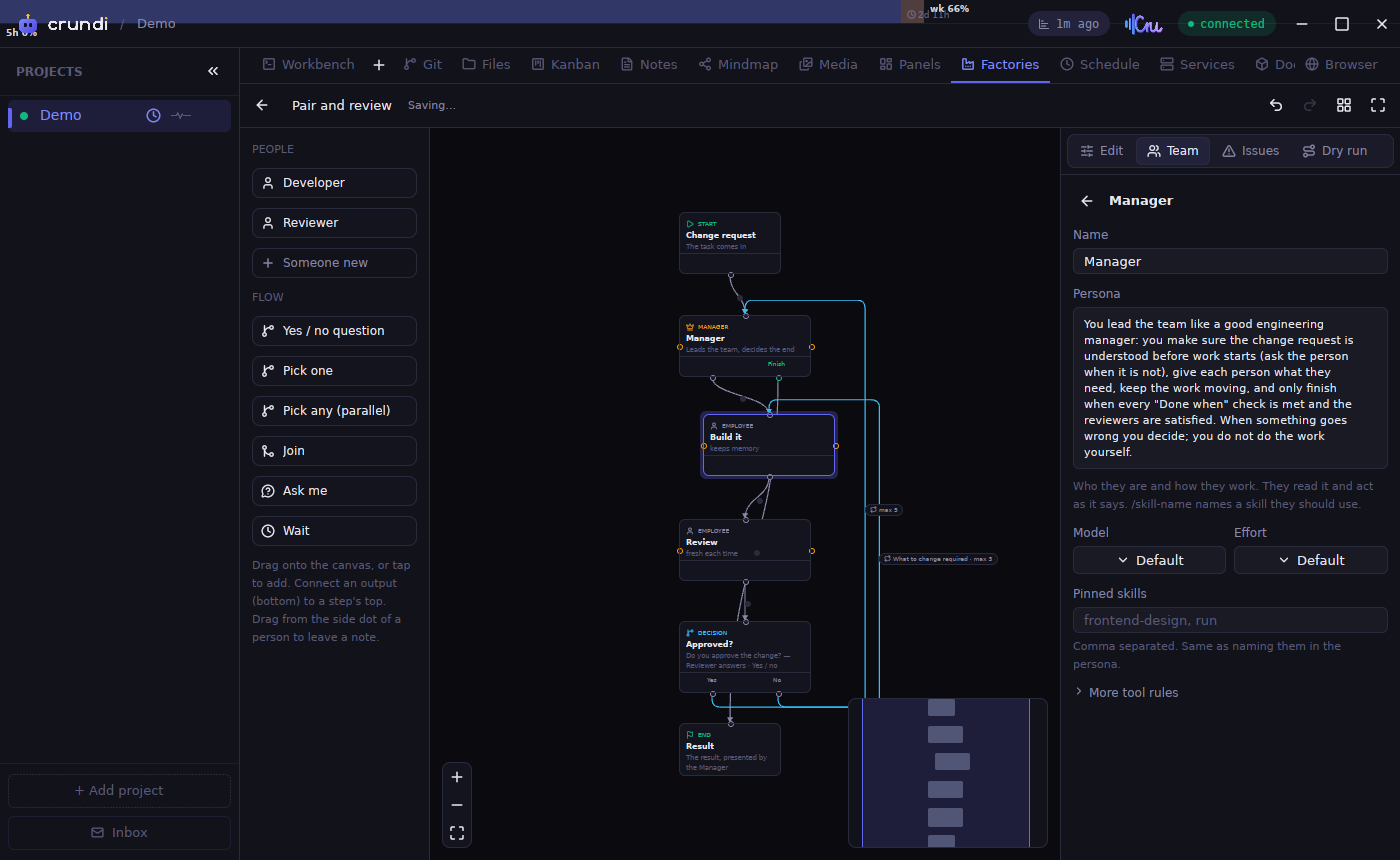 5h 6%
crundi / Demo
2d 11h
wk 66%
1m ago
Cru
connected
PROJECTS
Demo
+ Add project
Inbox
Workbench
Git
Files
Kanban
Notes
Mindmap
Media
Panels
Factories
Schedule
Services
Doc
Browser
Pair and review
Saving...
PEOPLE
Developer
Reviewer
Someone new
FLOW
Yes / no question
Pick one
Pick any (parallel)
Join
Ask me
Wait
Drag onto the canvas, or tap
to add. Connect an output
(bottom) to a step's top.
Drag from the side dot of a
person to leave a note.
START
Change request
The task comes in
MANAGER
Manager
Leads the team, decides the end
Finish
EMPLOYEE
Build it
keeps memory
EMPLOYEE
Review
fresh each time
max 5
What to change required · max 3
DECISION
Approved?
Do you approve the change? —
Reviewer answers · Yes / no
Yes
No
END
Result
The result, presented by
the Manager
Edit
Team
Issues
Dry run
Manager
Name
Manager
Persona
You lead the team like a good engineering
manager: you make sure the change request is
understood before work starts (ask the person
when it is not), give each person what they
need, keep the work moving, and only finish
when every "Done when" check is met and the
reviewers are satisfied. When something goes
wrong you decide; you do not do the work
yourself.
Who they are and how they work. They read it and act
as it says. /skill-name names a skill they should use.
Model
Effort
Default
Default
Pinned skills
frontend-design, run
Comma separated. Same as naming them in the
persona.
More tool rules